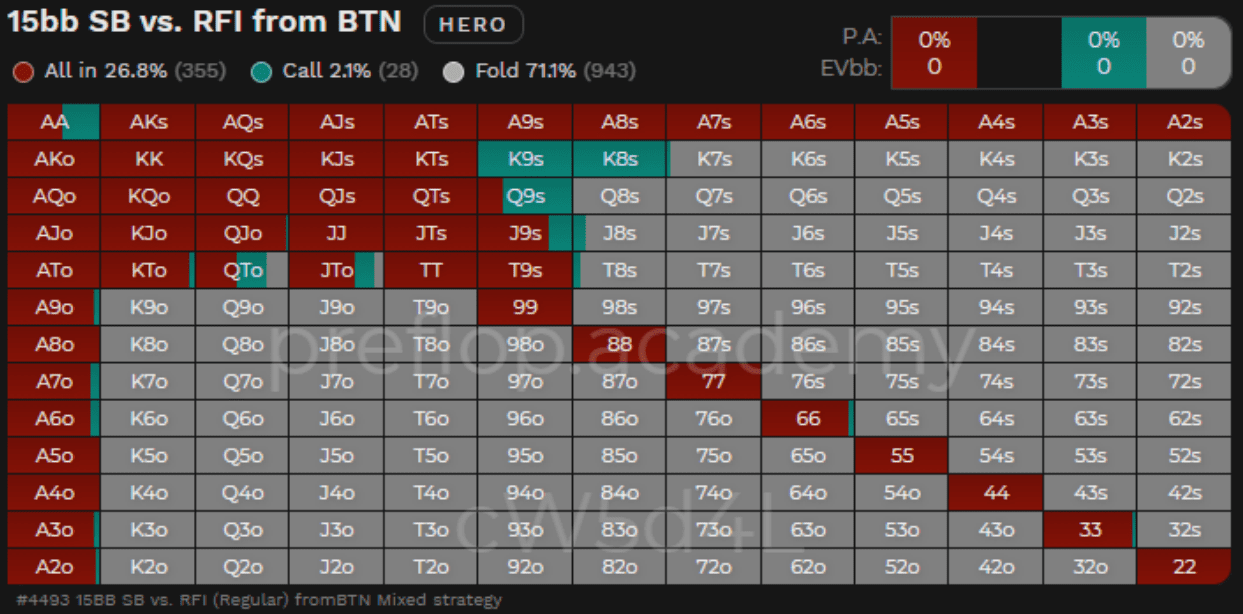 15bb SB vs. RFI from BTN HERO
P.A: 0% 0% 0%
EVbb: 0 0 0
All in 26.8% (355) Call 2.1% (28) Fold 71.1% (943)
AA AKs AQs AJs ATs A9s A8s A7s A6s A5s A4s A3s A2s
AKo KK KQs KJs KTs K9s K8s K7s K6s K5s K4s K3s K2s
AQo KQo QQ QJs QTs Q9s Q8s Q7s Q6s Q5s Q4s Q3s Q2s
AJo KJo QJo JJ JTs J9s J8s J7s J6s J5s J4s J3s J2s
ATo KTo QTo JTo TT T9s T8s T7s T6s T5s T4s T3s T2s
A9o K9o Q9o J9o T9o 99 98s 97s 96s 95s 94s 93s 92s
A8o K8o Q8o J8o T8o 98o 88 87s 86s 85s 84s 83s 82s
preflop.academy
A7o K7o Q7o J7o T7o 97o 87o 77 76s 75s 74s 73s 72s
A6o K6o Q6o J6o T6o 96o 86o 76o 66 65s 64s 63s 62s
A5o K5o Q5o J5o T5o 95o 85o 75o 65o 55 54s 53s 52s
A4o K4o Q4o J4o T4o 94o 84o 74o 64o 54o 44 43s 42s
A3o K3o Q3o J3o T3o 93o 83o 73o 63o 53o 43o 33 32s
cW5d4L
A2o K2o Q2o J2o T2o 92o 82o 72o 62o 52o 42o 32o 22
#4493 15BB SB vs. RFI (Regular) fromBTN Mixed strategy